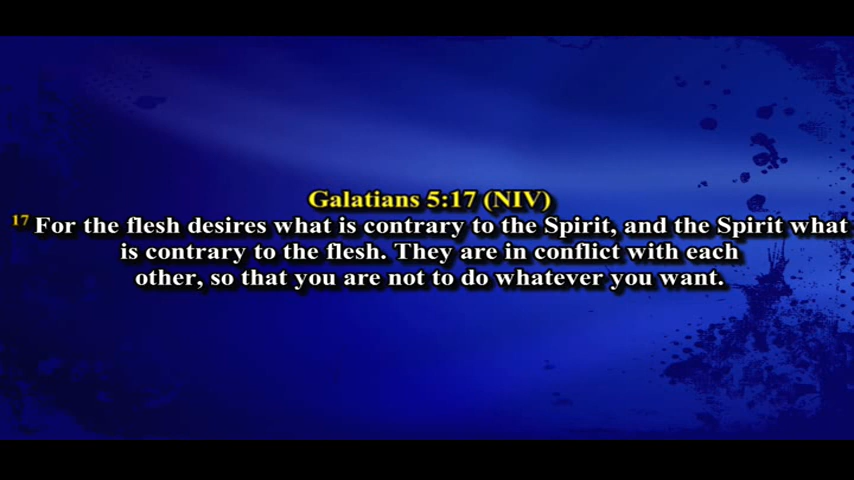 Galatians 5:17 (NIV)
17 For the flesh desires what is contrary to the Spirit, and the Spirit what
is contrary to the flesh. They are in conflict with each
other, so that you are not to do whatever you want.